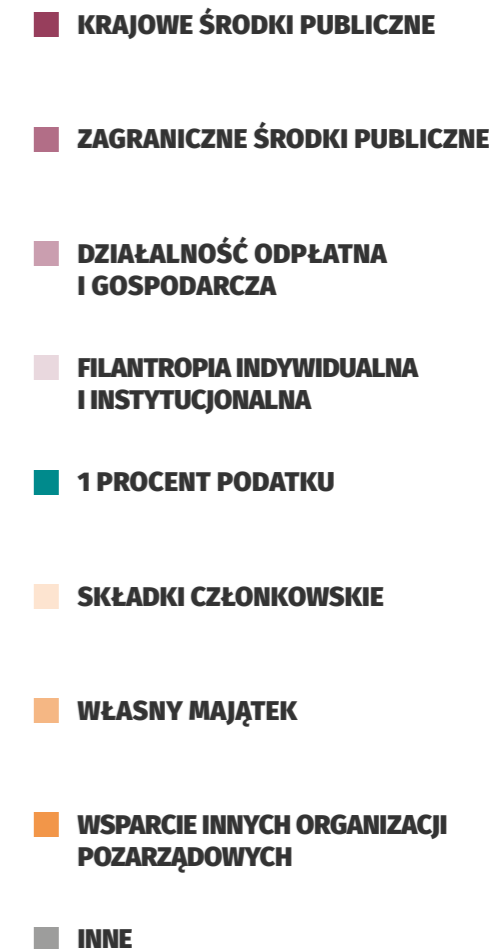 KRAJOWE ŚRODKI PUBLICZNE
ZAGRANICZNE ŚRODKI PUBLICZNE
DZIAŁALNOŚĆ ODPŁATNA
I GOSPODARCZA
FILANTROPIA INDYWIDUALNA
I INSTYTUCJONALNA
1 PROCENT PODATKU
SKŁADKI CZŁONKOWSKIE
WŁASNY MAJĄTEK
WSPARCIE INNYCH ORGANIZACJI
POZARZĄDOWYCH
INNE